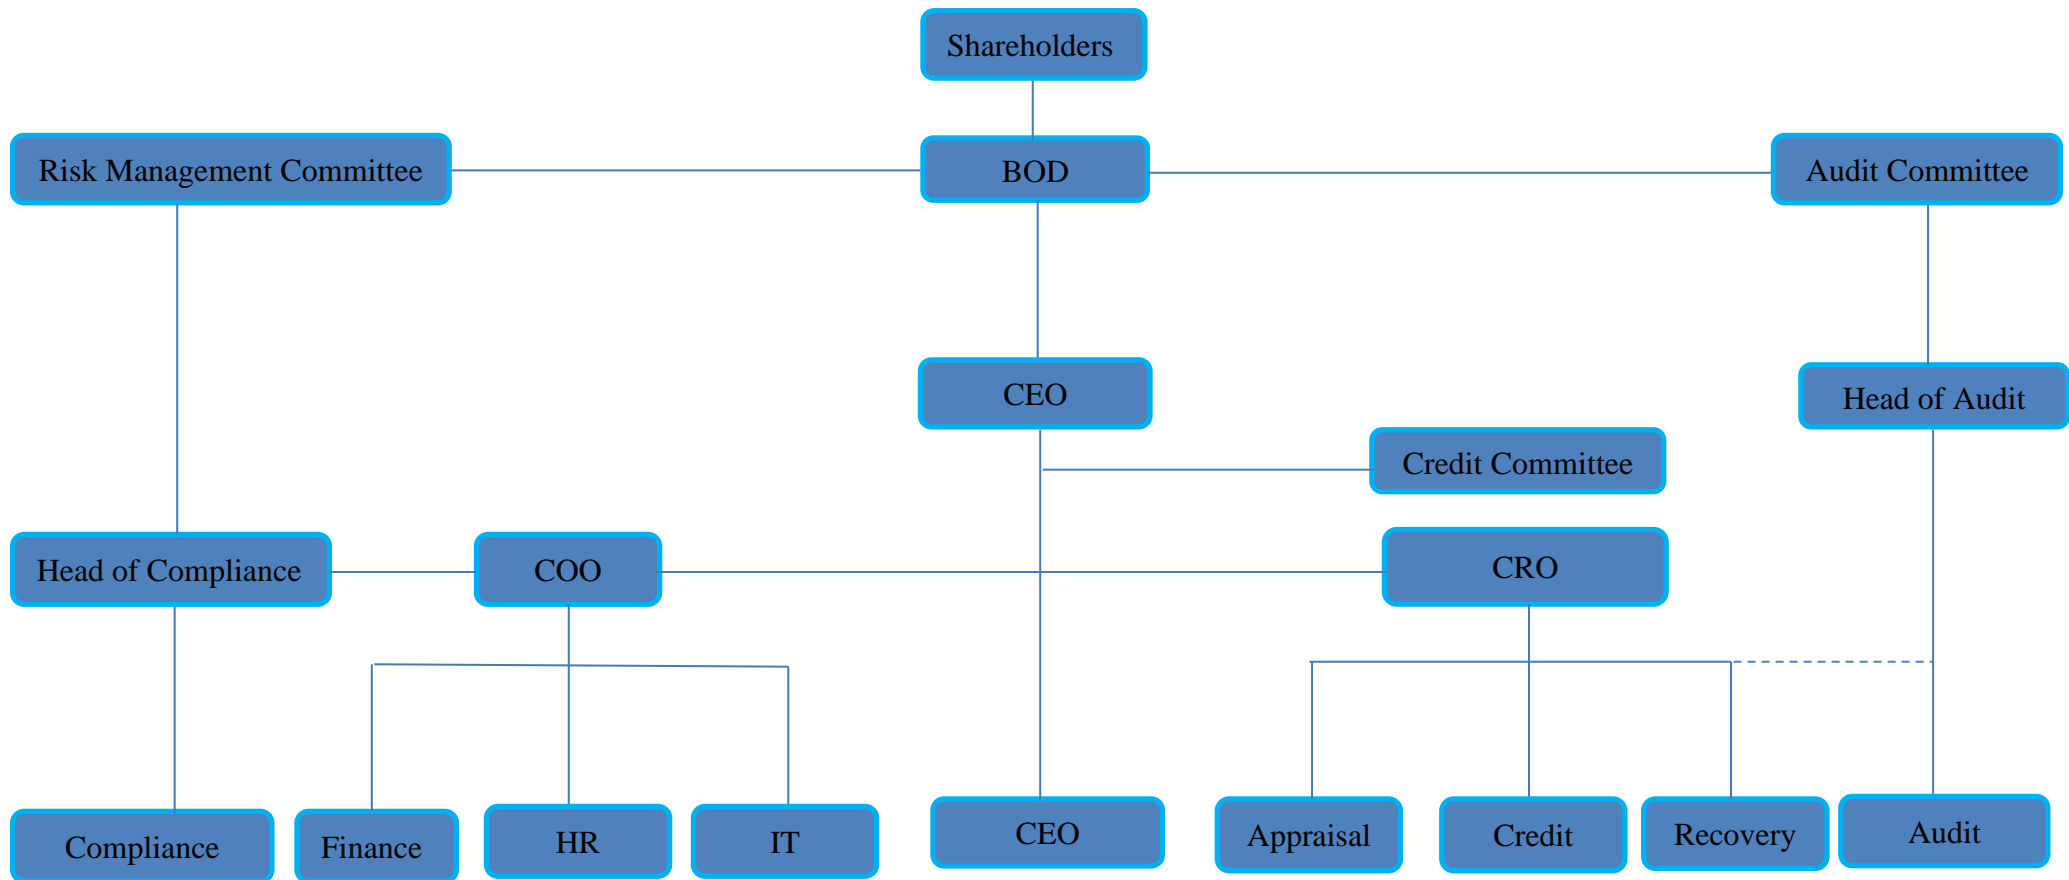 Shareholders
Risk Management Committee
BOD
Audit Committee
CEO
Head of Audit
Credit Committee
Head of Compliance
COO
CRO
Compliance
Finance
HR
IT
CEO
Appraisal
Credit
Recovery
Audit